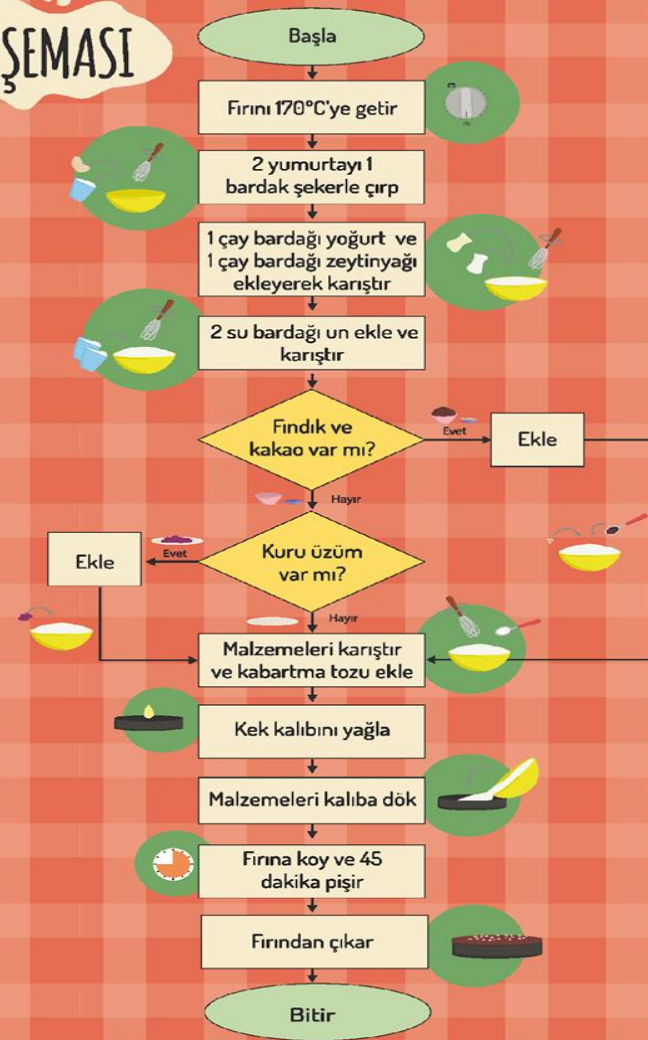 ŞEMASI
Başla
Fırını 170°C'ye getir
2 yumurtayı 1
bardak şekerle çırp
1 çay bardağı yoğurt ve
1 çay bardağı zeytinyağı
ekleyerek karıştır
2 su bardağı un ekle ve
karıştır
Fındık ve
kakao var mı?
Evet
Ekle
Hayır
Kuru üzüm
var mı?
Evet
Ekle
Hayır
Malzemeleri karıştır
ve kabartma tozu ekle
Kek kalıbını yağla
Malzemeleri kalıba dök
Fırına koy ve 45
dakika pişir
Fırından çıkar
Bitir